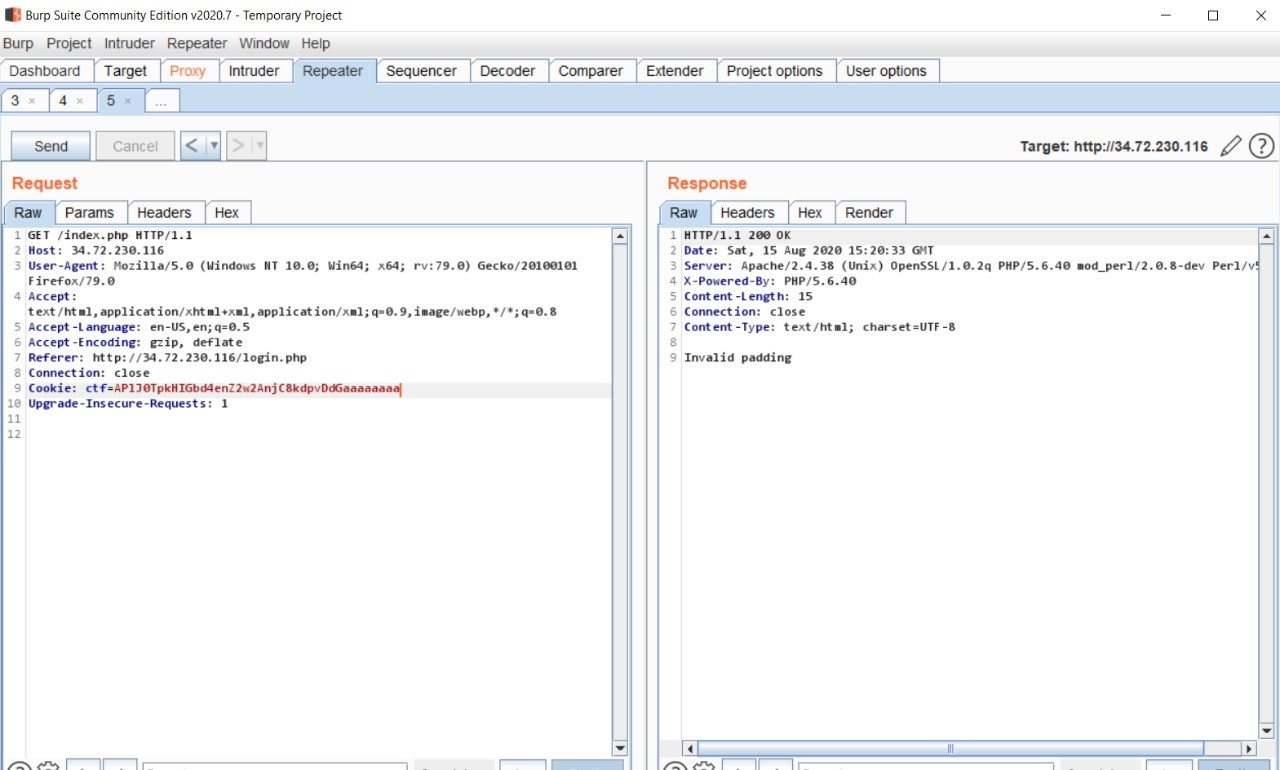 Burp Suite Community Edition v2020.7 - Temporary Project
Burp Project Intruder Repeater Window Help
Dashboard Target Proxy Intruder Repeater Sequencer Decoder Comparer Extender Project options User options
3 × 4 × 5 × ...
Send Cancel < ▼ > ▼ Target: http://34.72.230.116 ?
Request
Raw Params Headers Hex
1 GET /index.php HTTP/1.1
2 Host: 34.72.230.116
3 User-Agent: Mozilla/5.0 (Windows NT 10.0; Win64; x64; rv:79.0) Gecko/20100101
Firefox/79.0
4 Accept:
text/html,application/xhtml+xml,application/xml;q=0.9,image/webp,*/*;q=0.8
5 Accept-Language: en-US,en;q=0.5
6 Accept-Encoding: gzip, deflate
7 Referer: http://34.72.230.116/login.php
8 Connection: close
9 Cookie: ctf=AP1J0TpkHIGbd4enZ2w2AnjC8kdpvDdGaaaaaaaa
10 Upgrade-Insecure-Requests: 1
11
12
Response
Raw Headers Hex Render
1 HTTP/1.1 200 OK
2 Date: Sat, 15 Aug 2020 15:20:33 GMT
3 Server: Apache/2.4.38 (Unix) OpenSSL/1.0.2q PHP/5.6.40 mod_perl/2.0.8-dev
4 X-Powered-By: PHP/5.6.40
5 Content-Length: 15
6 Connection: close
7 Content-Type: text/html; charset=UTF-8
8
9 Invalid padding